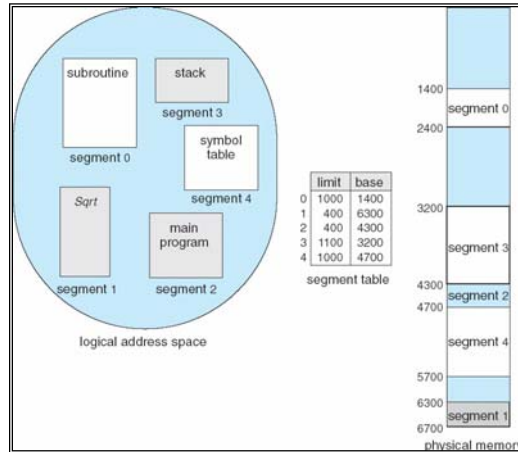 subroutine
segment 0
stack
segment 3
symbol
table
segment 4
Sqrt
segment 1
main
program
segment 2
logical address space
limit base
0 1000 1400
1 400 6300
2 400 4300
3 1100 3200
4 1000 4700
segment table
1400
segment 0
2400
3200
segment 3
4300
segment 2
4700
segment 4
5700
6300
segment 1
6700
physical memory